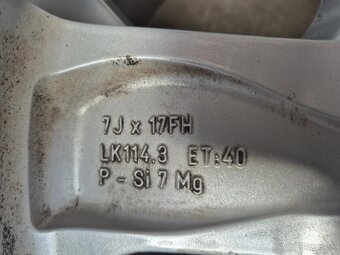 7J x 17FH
LK114.3 ET:40
P - Si 7 Mg